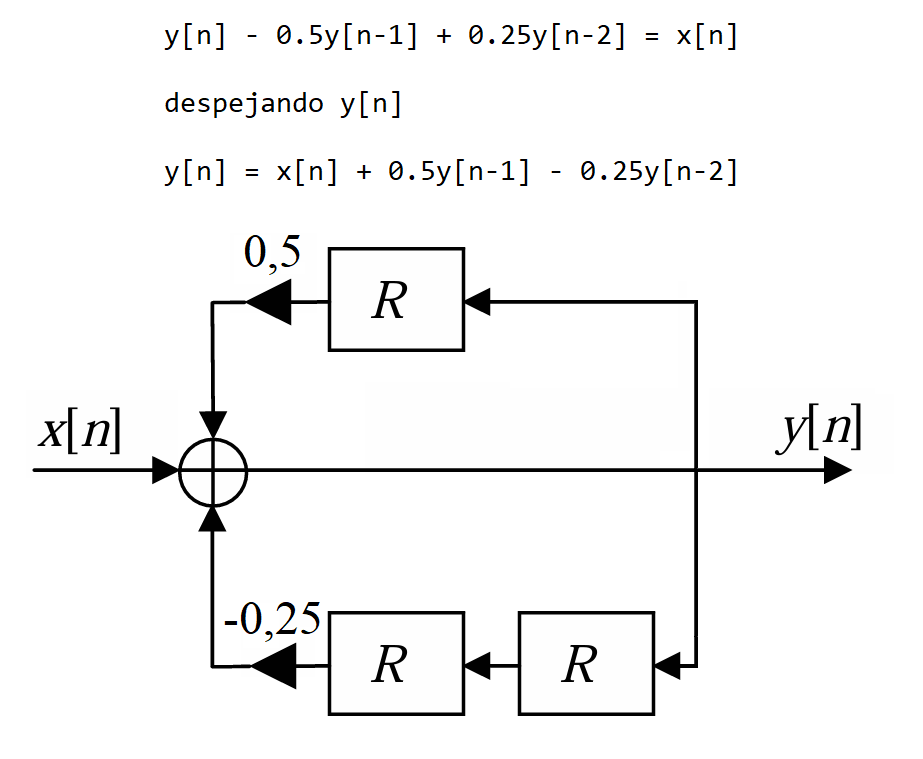 y[n] - 0.5y[n-1] + 0.25y[n-2] = x[n]
despejando y[n]
y[n] = x[n] + 0.5y[n-1] - 0.25y[n-2]
0,5
R
x[n]
y[n]
-0,25
R
R